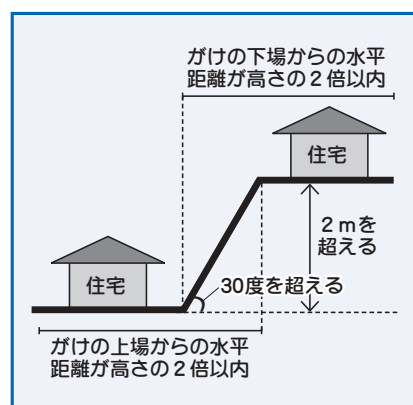 がけの下場からの水平
距離が高さの2倍以内
住宅
2mを
超える
住宅
30度を超える
がけの上場からの水平
距離が高さの2倍以内